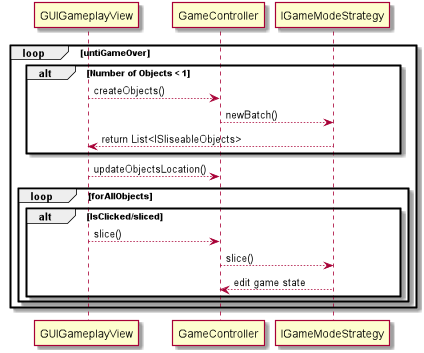 GUIGameplayView GameController IGameModeStrategy
loop [untiGameOver]
alt [Number of Objects < 1]
createObjects()
newBatch()
return List<ISliseableObjects>
updateObjectsLocation()
loop [forAllObjects]
alt [IsClicked/sliced]
slice()
slice()
edit game state
GUIGameplayView GameController IGameModeStrategy